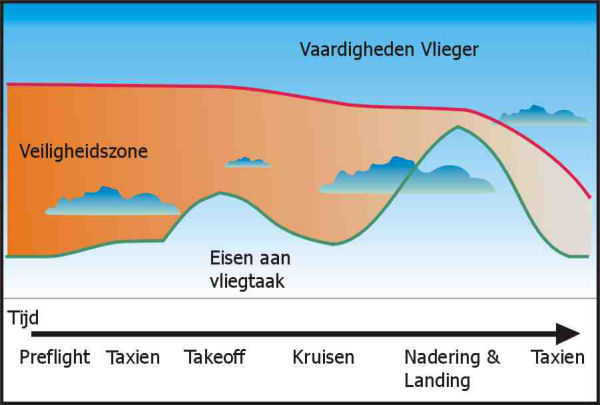 Vaardigheden Vlieger
Veiligheidszone
Eisen aan
vliegtaak
Tijd
Preflight Taxien Takeoff Kruisen Nadering & Taxien
Landing